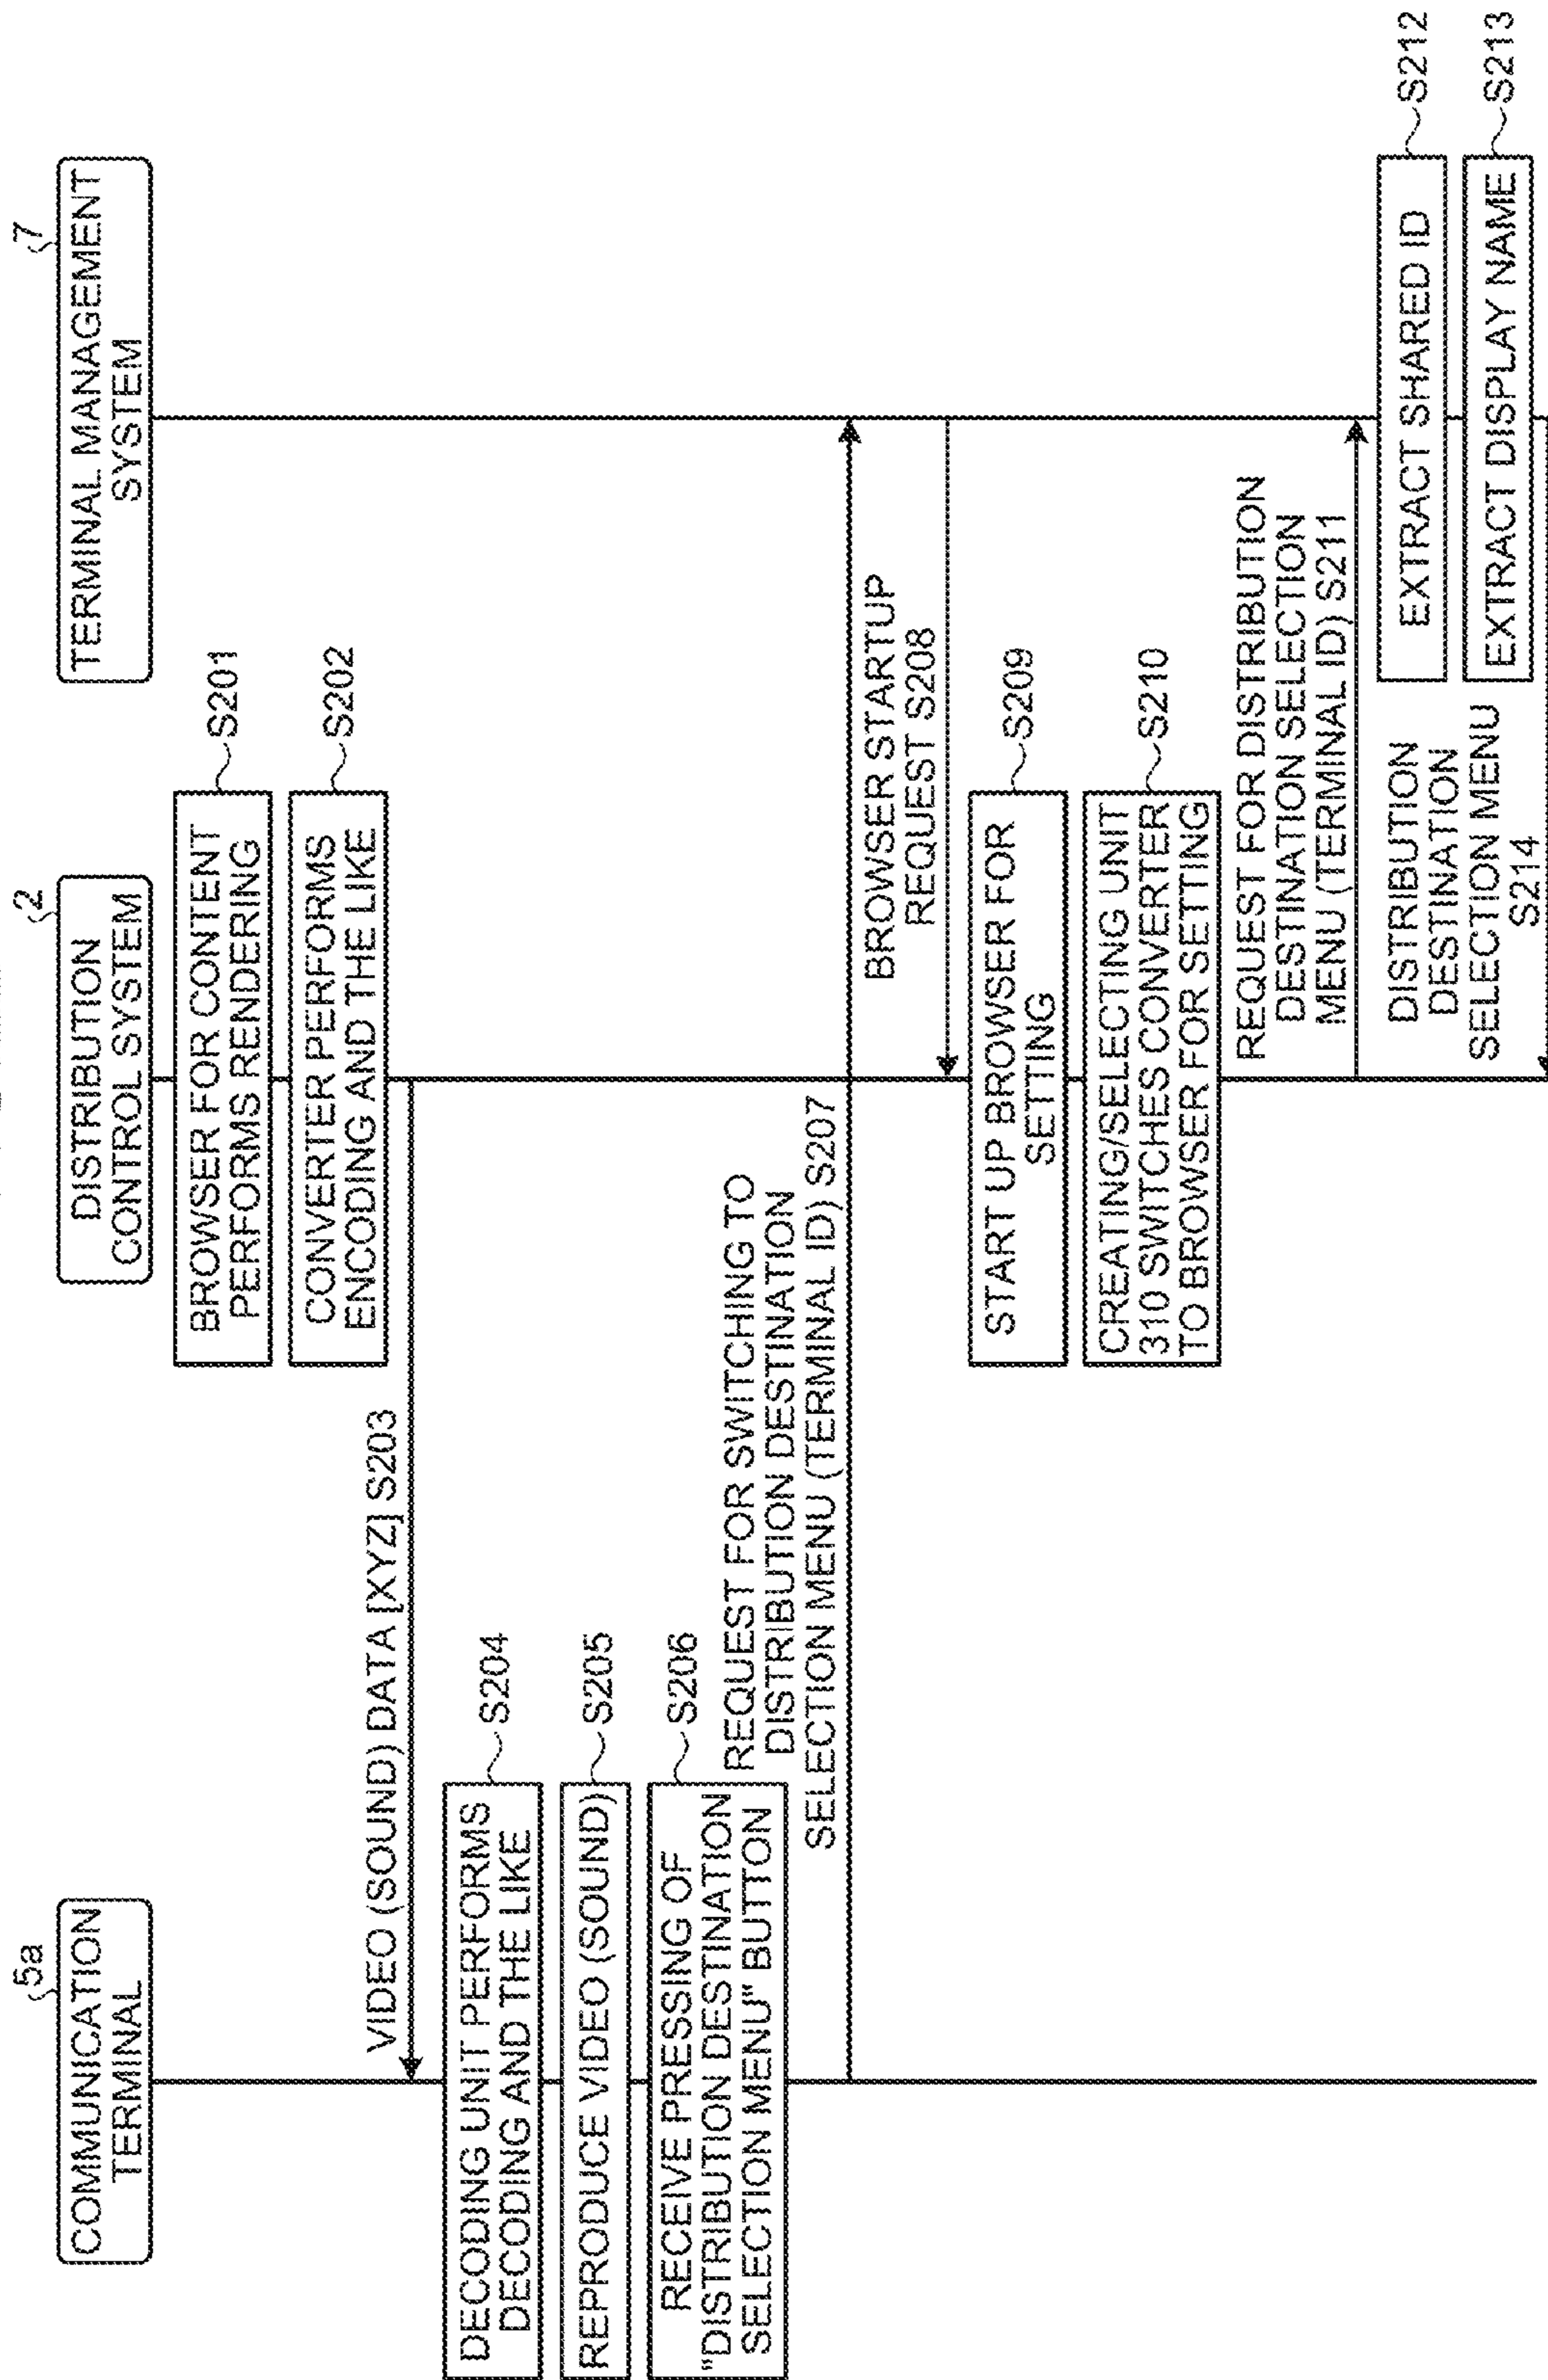 5a
COMMUNICATION
TERMINAL
2
DISTRIBUTION
CONTROL SYSTEM
7
TERMINAL MANAGEMENT
SYSTEM
BROWSER FOR CONTENT
PERFORMS RENDERING
S201
CONVERTER PERFORMS
ENCODING AND THE LIKE
S202
VIDEO (SOUND) DATA [XYZ] S203
DECODING UNIT PERFORMS
DECODING AND THE LIKE
S204
REPRODUCE VIDEO (SOUND)
S205
RECEIVE PRESSING OF
"DISTRIBUTION DESTINATION
SELECTION MENU" BUTTON
S206
REQUEST FOR SWITCHING TO
DISTRIBUTION DESTINATION
SELECTION MENU (TERMINAL ID) S207
BROWSER STARTUP
REQUEST S208
START UP BROWSER FOR
SETTING
S209
CREATING/SELECTING UNIT
310 SWITCHES CONVERTER
TO BROWSER FOR SETTING
S210
REQUEST FOR DISTRIBUTION
DESTINATION SELECTION
MENU (TERMINAL ID) S211
EXTRACT SHARED ID
S212
EXTRACT DISPLAY NAME
S213
DISTRIBUTION
DESTINATION
SELECTION MENU
S214